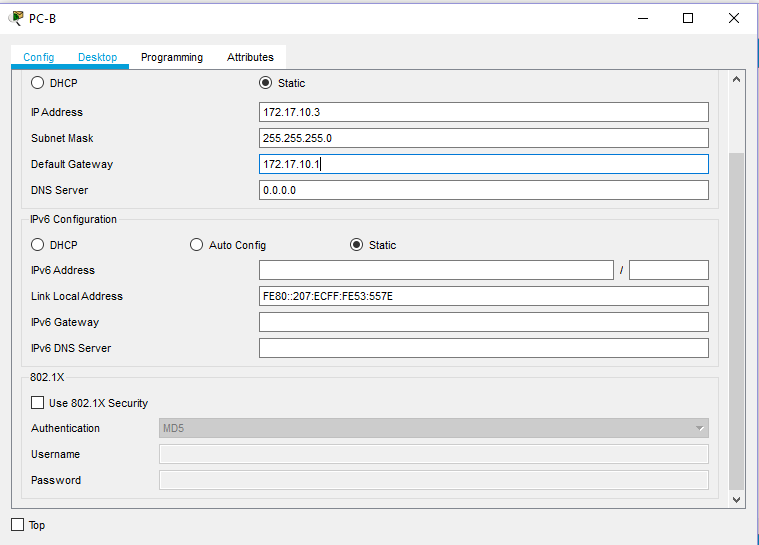 PC-B
Config Desktop Programming Attributes
DHCP Static
IP Address 172.17.10.3
Subnet Mask 255.255.255.0
Default Gateway 172.17.10.1
DNS Server 0.0.0.0
IPv6 Configuration
DHCP Auto Config Static
IPv6 Address /
Link Local Address FE80::207:ECFF:FE53:557E
IPv6 Gateway
IPv6 DNS Server
802.1X
Use 802.1X Security
Authentication MD5
Username
Password
Top